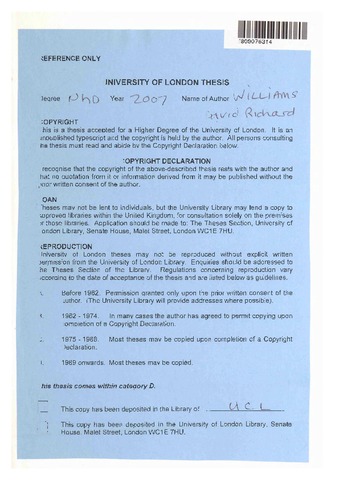 REFERENCE ONLY
UNIVERSITY OF LONDON THESIS
Degree PhD Year 2007 Name of Author WILLIAMS
David Richard
COPYRIGHT
This is a thesis accepted for a Higher Degree of the University of London. It is an
unpublished typescript and the copyright is held by the author. All persons consulting
the thesis must read and abide by the Copyright Declaration below.
COPYRIGHT DECLARATION
I recognise that the copyright of the above-described thesis rests with the author and
that no quotation from it or information derived from it may be published without the
prior written consent of the author.
LOAN
Theses may not be lent to individuals, but the University Library may lend a copy to
approved libraries within the United Kingdom, for consultation solely on the premises
of those libraries. Application should be made to: The Theses Section, University of
London Library, Senate House, Malet Street, London WC1E 7HU.
REPRODUCTION
University of London theses may not be reproduced without explicit written
permission from the University of London Library. Enquiries should be addressed to
the Theses Section of the Library. Regulations concerning reproduction vary
according to the date of acceptance of the thesis and are listed below as guidelines.
Before 1962. Permission granted only upon the prior written consent of the
author. (The University Library will provide addresses where possible).
1962 - 1974. In many cases the author has agreed to permit copying upon
completion of a Copyright Declaration.
1975 - 1988. Most theses may be copied upon completion of a Copyright
Declaration.
1989 onwards. Most theses may be copied.
This thesis comes within category D.
This copy has been deposited in the Library of UCL
This copy has been deposited in the University of London Library, Senate
House, Malet Street, London WC1E 7HU.